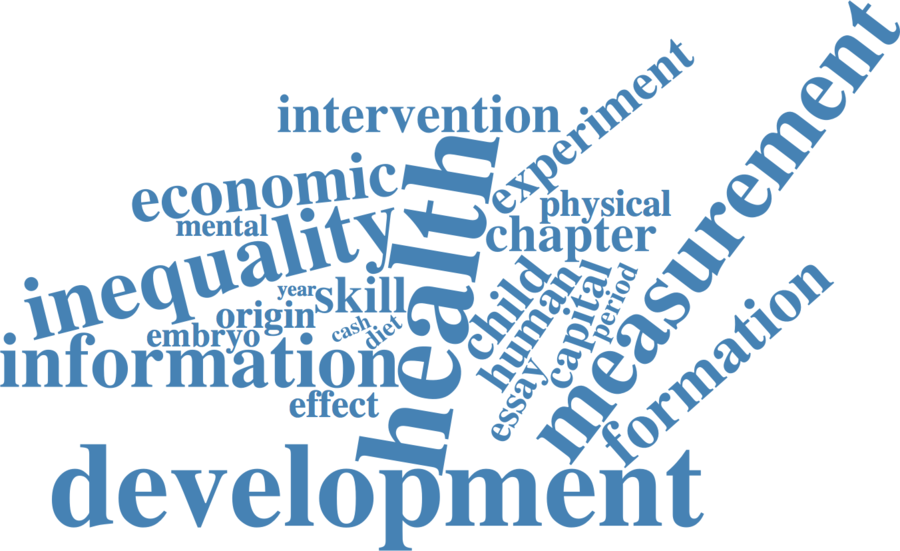 intervention
experiment
measurement
health
economic
mental
inequality
physical
chapter
child
human
capital
period
year
skill
origin
cash
diet
embryo
information
essay
effect
formation
development